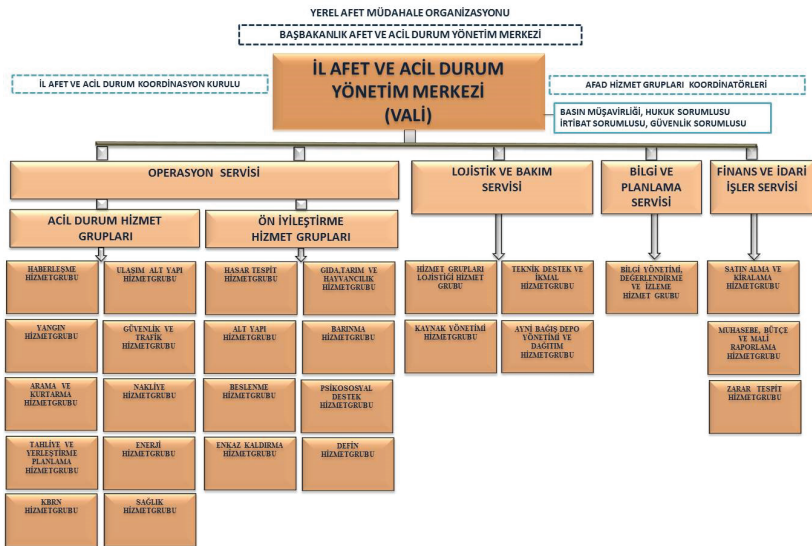 YEREL AFET MÜDAHALE ORGANİZASYONU
BAŞBAKANLIK AFET VE ACİL DURUM YÖNETİM MERKEZİ
İL AFET VE ACİL DURUM
YÖNETİM MERKEZİ
(VALİ)
İL AFET VE ACİL DURUM KOORDİNASYON KURULU
AFAD HİZMET GRUPLARI KOORDİNATÖRLERİ
BASIN MÜŞAVİRLİĞİ, HUKUK SORUMLUSU
İRTİBAT SORUMLUSU, GÜVENLİK SORUMLUSU
OPERASYON SERVİSİ
LOJİSTİK VE BAKIM
SERVİSİ
BİLGİ VE
PLANLAMA
SERVİSİ
FİNANS VE İDARİ
İŞLER SERVİSİ
ACİL DURUM HİZMET
GRUPLARI
ÖN İYİLEŞTİRME
HİZMET GRUPLARI
HABERLEŞME
HİZMETGRUBU
ULAŞIM ALT YAPI
HİZMETGRUBU
YANGIN
HİZMETGRUBU
GÜVENLİK VE
TRAFİK
HİZMETGRUBU
ARAMA VE
KURTARMA
HİZMETGRUBU
NAKLİYE
HİZMETGRUBU
TAHLİYE VE
YERLEŞTİRME
PLANLAMA
HİZMETGRUBU
ENERJİ
HİZMETGRUBU
KBRN
HİZMETGRUBU
SAĞLIK
HİZMETGRUBU
HASAR TESPİT
HİZMETGRUBU
GIDA,TARIM VE
HAYVANCILIK
HİZMETGRUBU
ALT YAPI
HİZMETGRUBU
BARINMA
HİZMETGRUBU
BESLENME
HİZMETGRUBU
PSİKOSOSYAL
DESTEK
HİZMETGRUBU
ENKAZ KALDIRMA
HİZMETGRUBU
DEFİN
HİZMETGRUBU
HİZMET GRUPLARI
LOJİSTİĞİ HİZMET
GRUBU
TEKNİK DESTEK VE
İKMAL
HİZMETGRUBU
KAYNAK YÖNETİMİ
HİZMETGRUBU
AYNİ BAĞIŞ DEPO
YÖNETİMİ VE
DAĞITIM
HİZMETGRUBU
BİLGİ YÖNETİMİ,
DEĞERLENDİRME
VE İZLEME
HİZMET GRUBU
SATIN ALMA VE
KİRALAMA
HİZMETGRUBU
MUHASEBE, BÜTÇE
VE MALİ
RAPORLAMA
HİZMETGRUBU
ZARAR TESPİT
HİZMETGRUBU